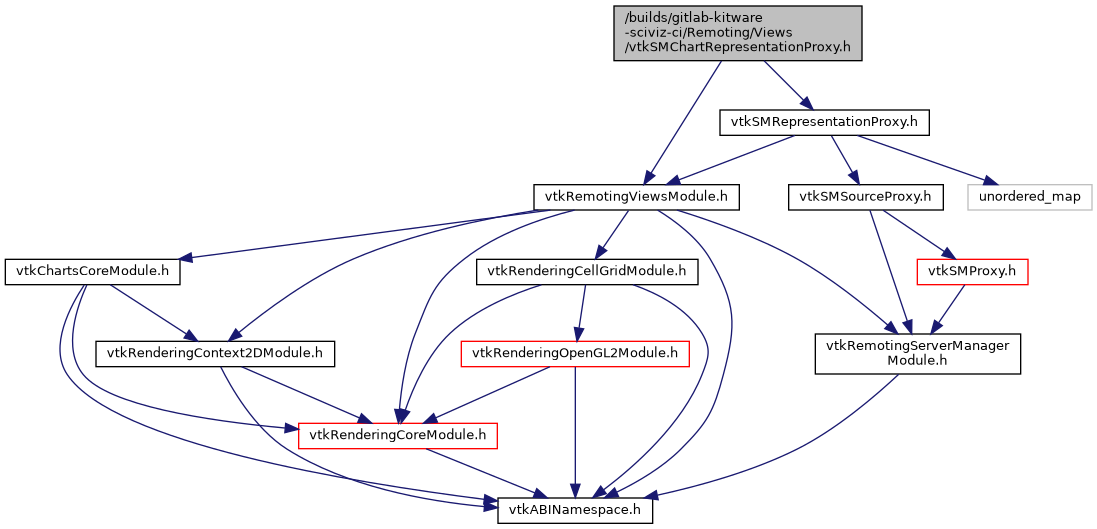 /builds/gitlab-kitware
-sciviz-ci/Remoting/Views
/vtkSMChartRepresentationProxy.h
vtkSMRepresentationProxy.h
vtkRemotingViewsModule.h
vtkSMSourceProxy.h
unordered_map
vtkChartsCoreModule.h
vtkRenderingCellGridModule.h
vtkSMProxy.h
vtkRenderingContext2DModule.h
vtkRenderingOpenGL2Module.h
vtkRemotingServerManager
Module.h
vtkRenderingCoreModule.h
vtkABINamespace.h